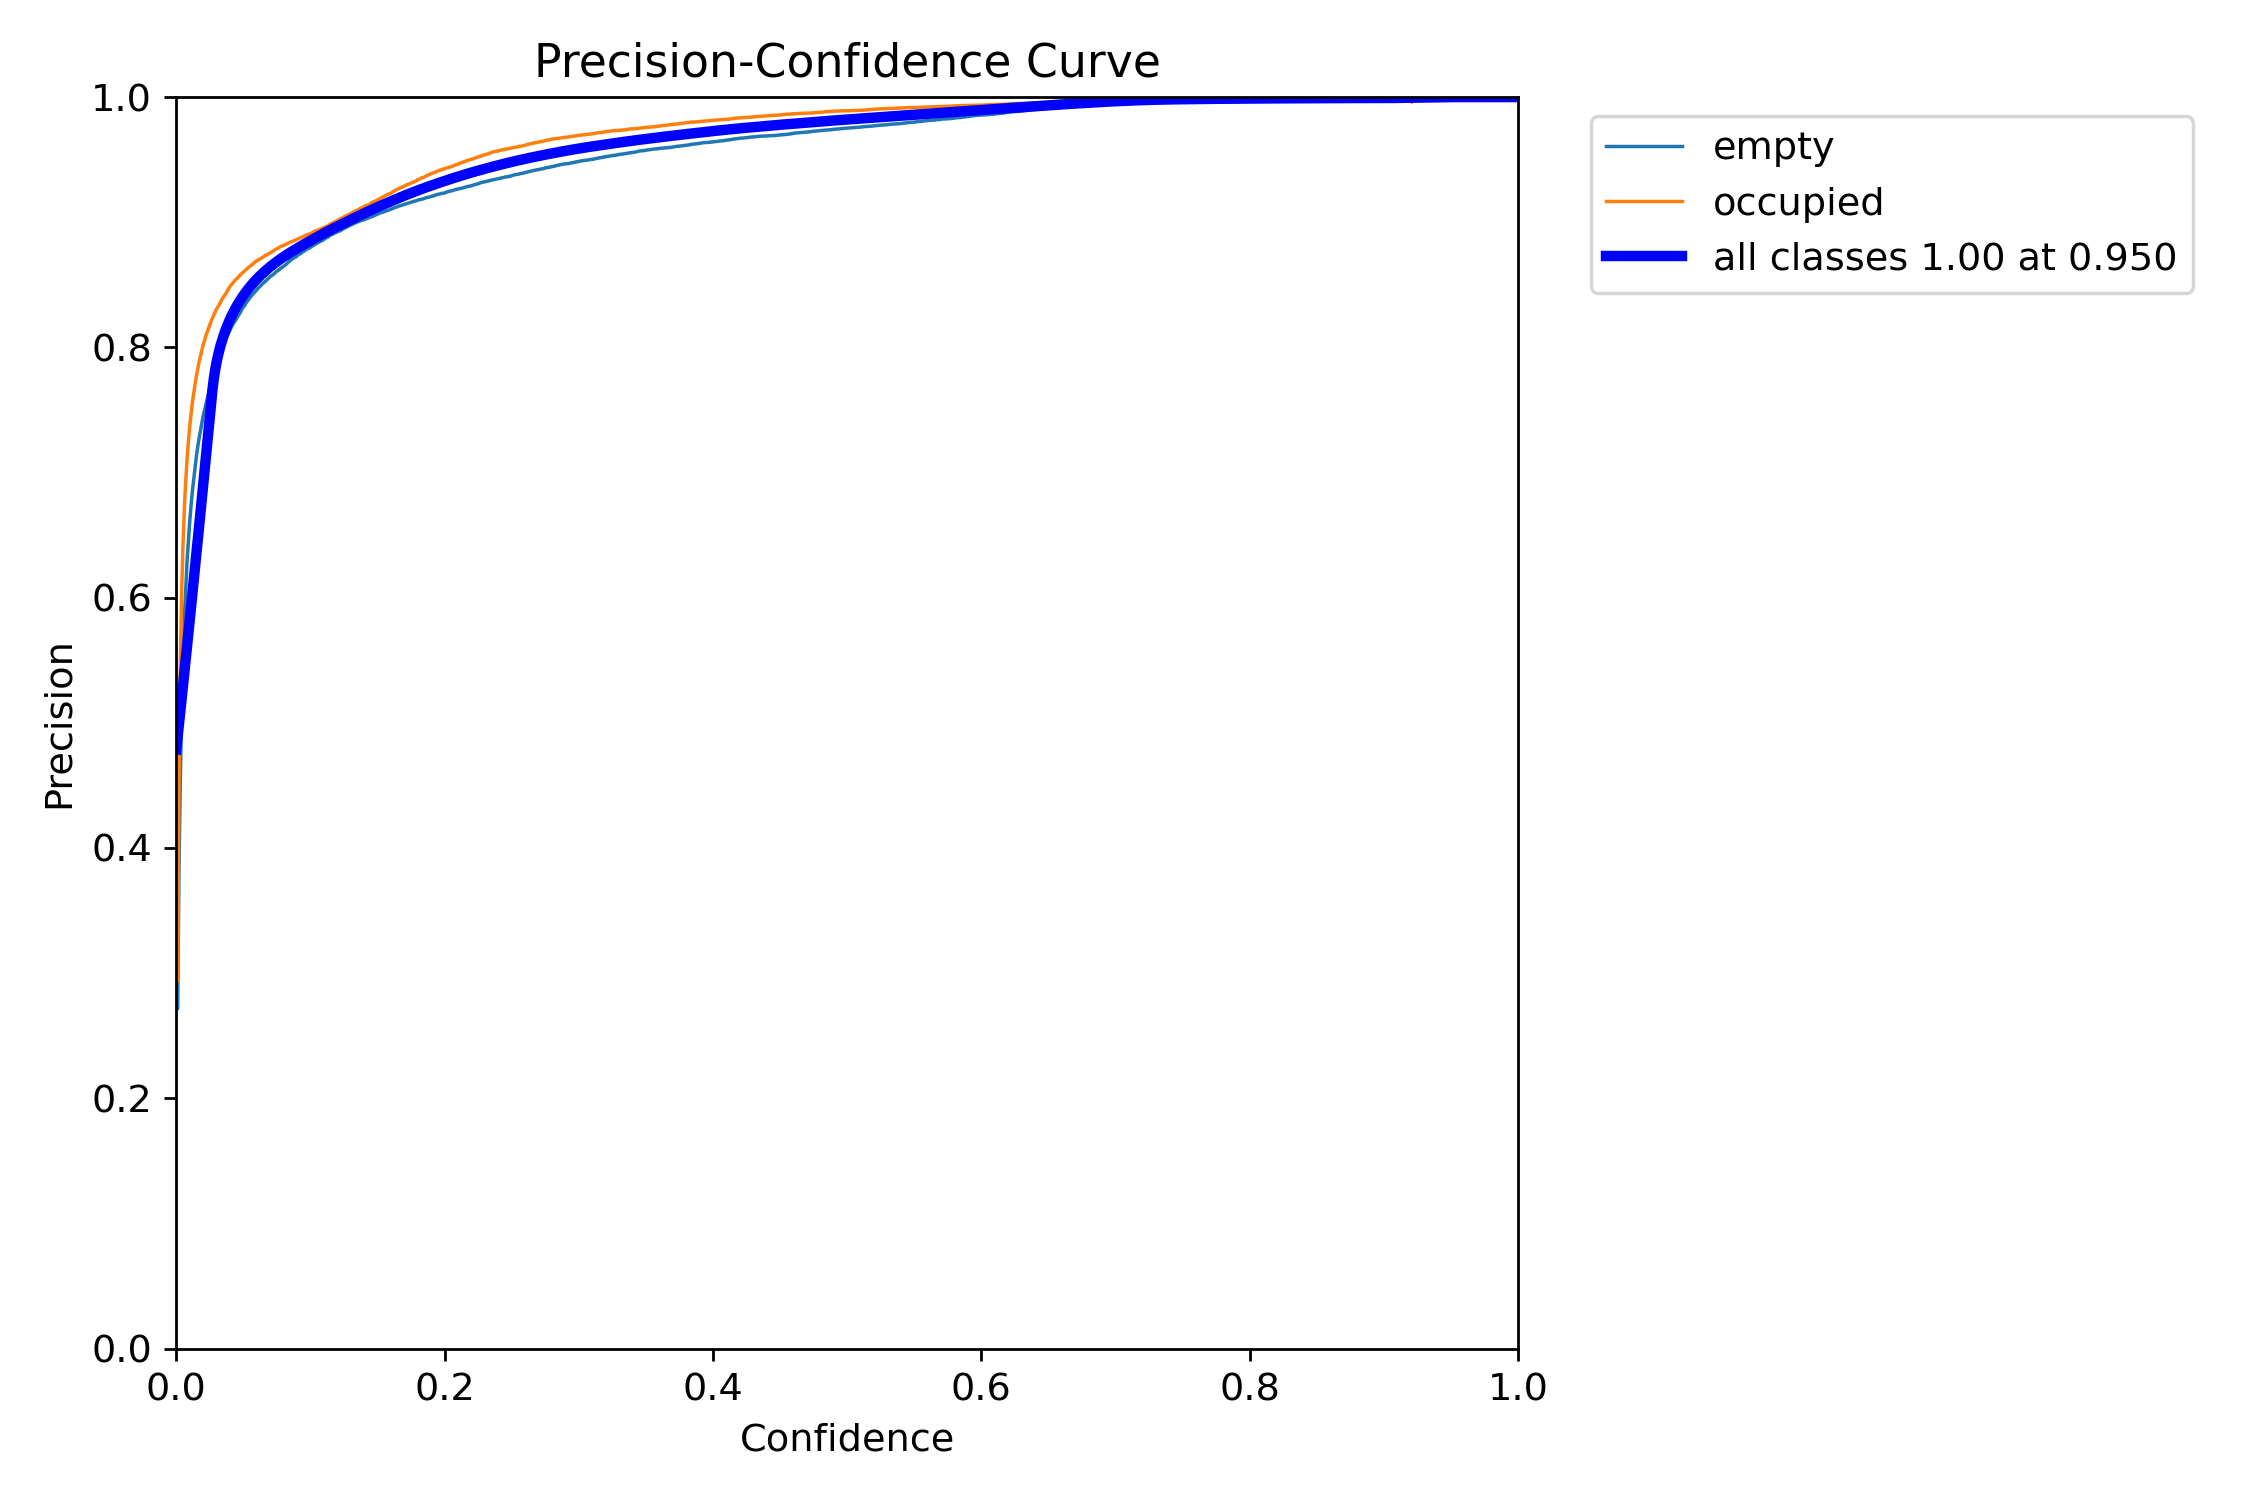 Precision-Confidence Curve
1.0
0.8
0.6
0.4
0.2
0.0
Precision
0.0 0.2 0.4 0.6 0.8 1.0
Confidence
empty
occupied
all classes 1.00 at 0.950